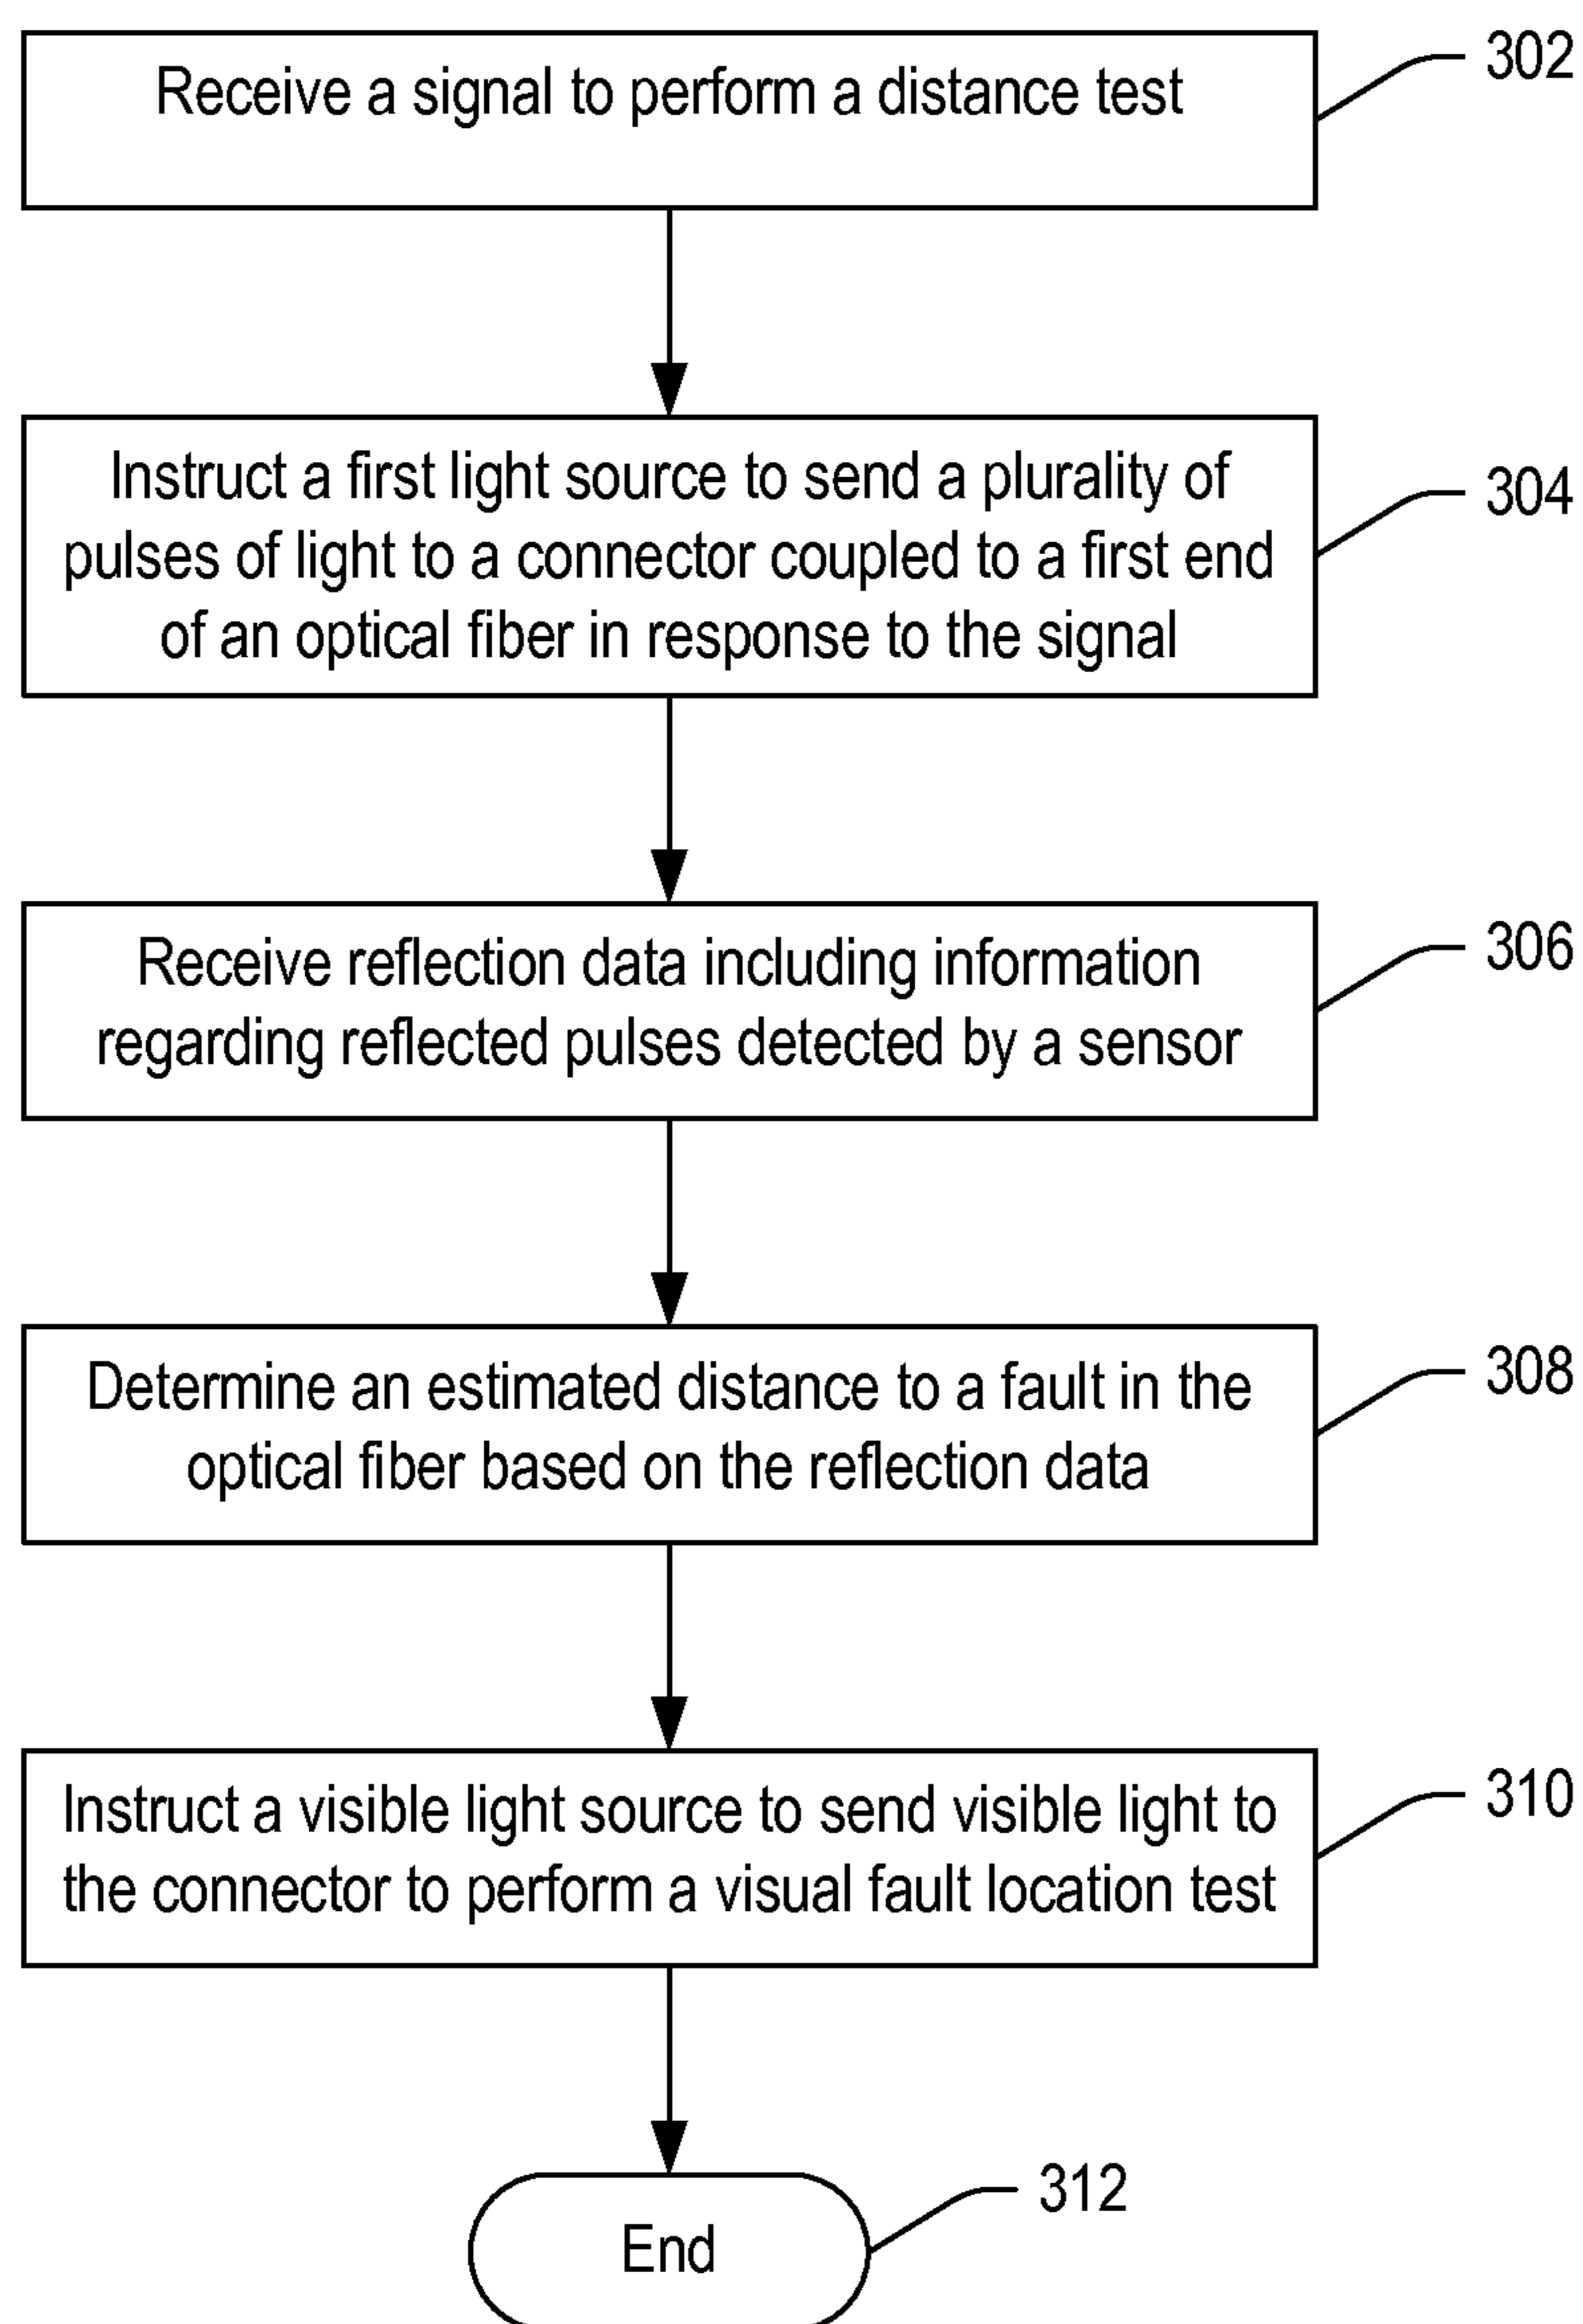 Receive a signal to perform a distance test
302
Instruct a first light source to send a plurality of
pulses of light to a connector coupled to a first end
of an optical fiber in response to the signal
304
Receive reflection data including information
regarding reflected pulses detected by a sensor
306
Determine an estimated distance to a fault in the
optical fiber based on the reflection data
308
Instruct a visible light source to send visible light to
the connector to perform a visual fault location test
310
End
312